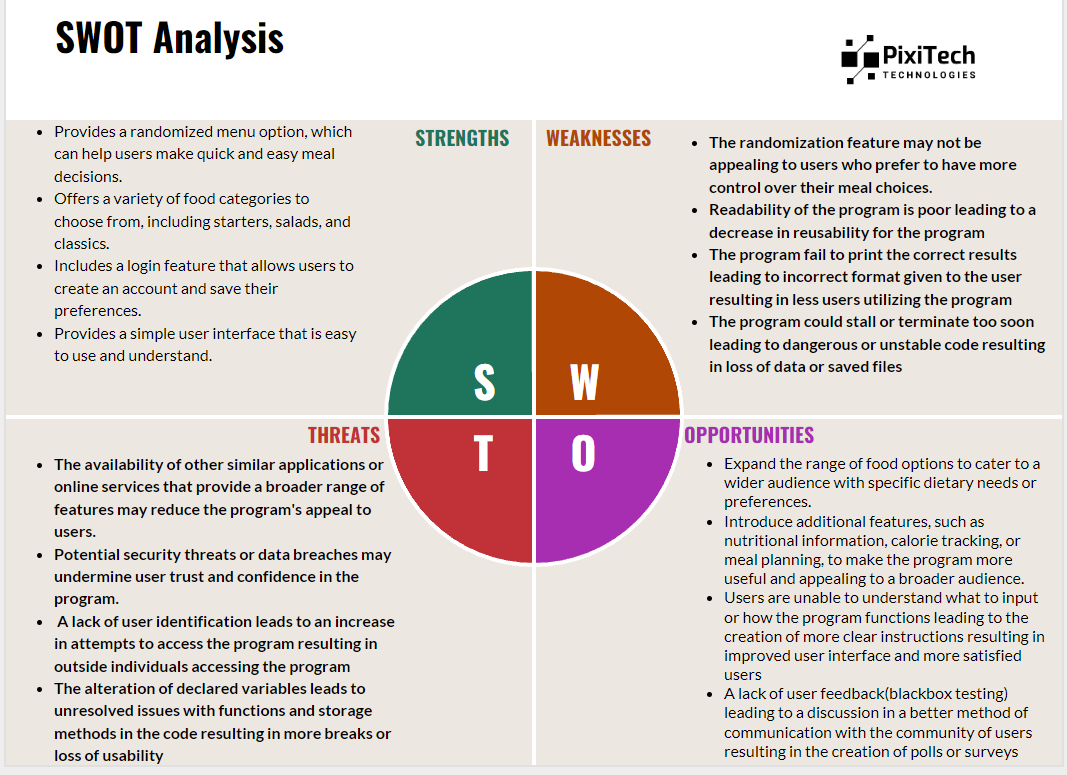 SWOT Analysis
PixiTech
TECHNOLOGIES
STRENGTHS
• Provides a randomized menu option, which
can help users make quick and easy meal
decisions.
• Offers a variety of food categories to
choose from, including starters, salads, and
classics.
• Includes a login feature that allows users to
create an account and save their
preferences.
• Provides a simple user interface that is easy
to use and understand.
WEAKNESSES
• The randomization feature may not be
appealing to users who prefer to have more
control over their meal choices.
• Readability of the program is poor leading to a
decrease in reusability for the program
• The program fail to print the correct results
leading to incorrect format given to the user
resulting in less users utilizing the program
• The program could stall or terminate too soon
leading to dangerous or unstable code resulting
in loss of data or saved files
S
W
T
O
THREATS
• The availability of other similar applications or
online services that provide a broader range of
features may reduce the program's appeal to
users.
• Potential security threats or data breaches may
undermine user trust and confidence in the
program.
• A lack of user identification leads to an increase
in attempts to access the program resulting in
outside individuals accessing the program
• The alteration of declared variables leads to
unresolved issues with functions and storage
methods in the code resulting in more breaks or
loss of usability
OPPORTUNITIES
• Expand the range of food options to cater to a
wider audience with specific dietary needs or
preferences.
• Introduce additional features, such as
nutritional information, calorie tracking, or
meal planning, to make the program more
useful and appealing to a broader audience.
• Users are unable to understand what to input
or how the program functions leading to the
creation of more clear instructions resulting in
improved user interface and more satisfied
users
• A lack of user feedback(blackbox testing)
leading to a discussion in a better method of
communication with the community of users
resulting in the creation of polls or surveys